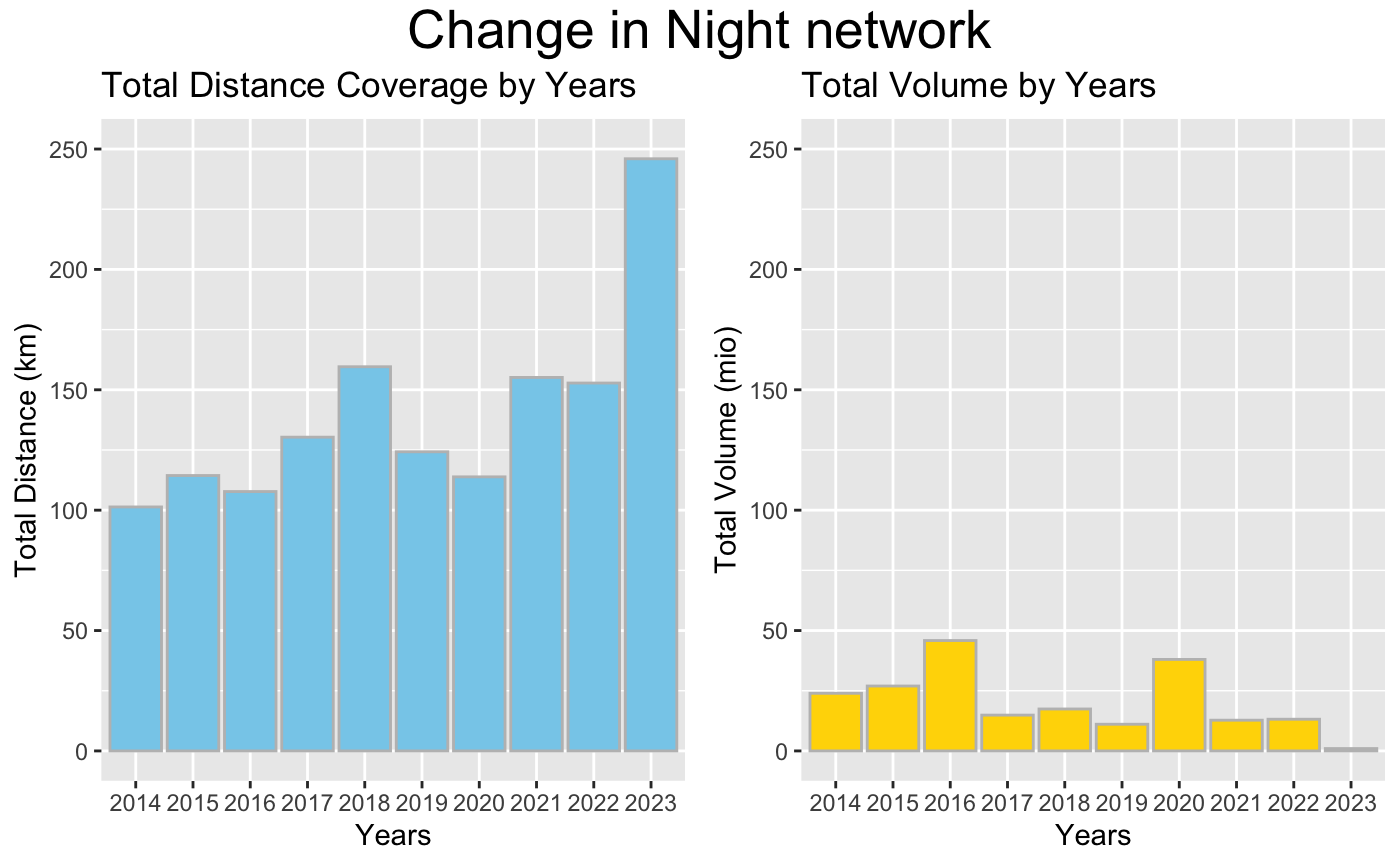 Change in Night network
Total Distance Coverage by Years
Total Distance (km)
250
200
150
100
50
0
2014 2015 2016 2017 2018 2019 2020 2021 2022 2023
Years
Total Volume by Years
Total Volume (mio)
250
200
150
100
50
0
2014 2015 2016 2017 2018 2019 2020 2021 2022 2023
Years